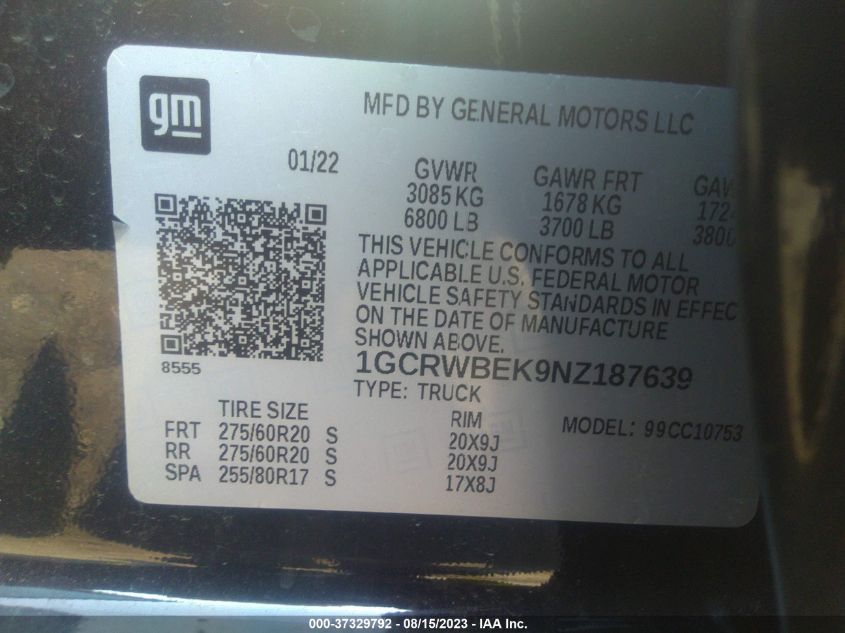 gm
MFD BY GENERAL MOTORS LLC
01/22
GVWR GAWR FRT
3085 KG 1678 KG
6800 LB 3700 LB 3800
THIS VEHICLE CONFORMS TO ALL
APPLICABLE U.S. FEDERAL MOTOR
VEHICLE SAFETY STANDARDS IN EFFEC
ON THE DATE OF MANUFACTURE
SHOWN ABOVE.
8555
1GCRWBEK9NZ187639
TYPE: TRUCK
TIRE SIZE RIM MODEL: 99CC10753
FRT 275/60R20 S 20X9J
RR 275/60R20 S 20X9J
SPA 255/80R17 S 17X8J
000-37329792 - 08/15/2023 - IAA Inc.